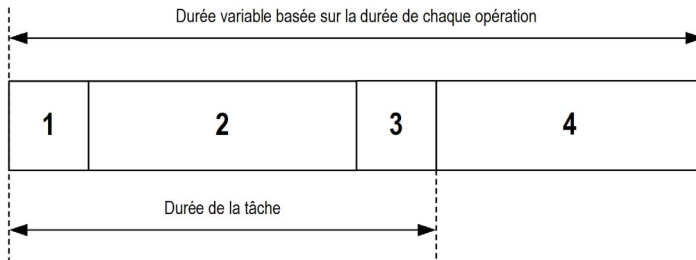 Durée variable basée sur la durée de chaque opération
1 2 3 4
Durée de la tâche